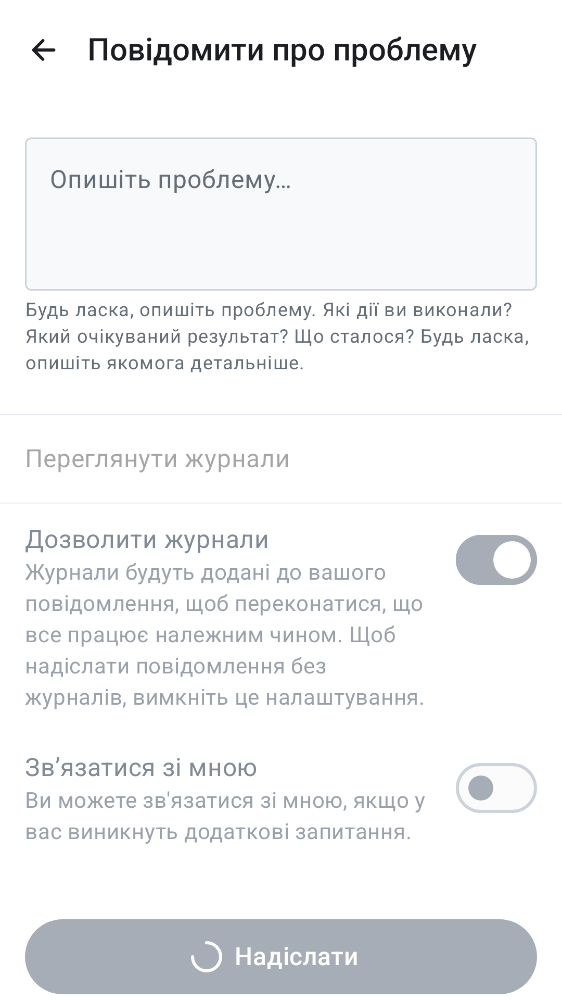 Повідомити про проблему
Опишіть проблему…
Будь ласка, опишіть проблему. Які дії ви виконали?
Який очікуваний результат? Що сталося? Будь ласка,
опишіть якомога детальніше.
Переглянути журнали
Дозволити журнали
Журнали будуть додані до вашого
повідомлення, щоб переконатися, що
все працює належним чином. Щоб
надіслати повідомлення без
журналів, вимкніть це налаштування.
Зв’язатися зі мною
Ви можете зв'язатися зі мною, якщо у
вас виникнуть додаткові запитання.
Надіслати